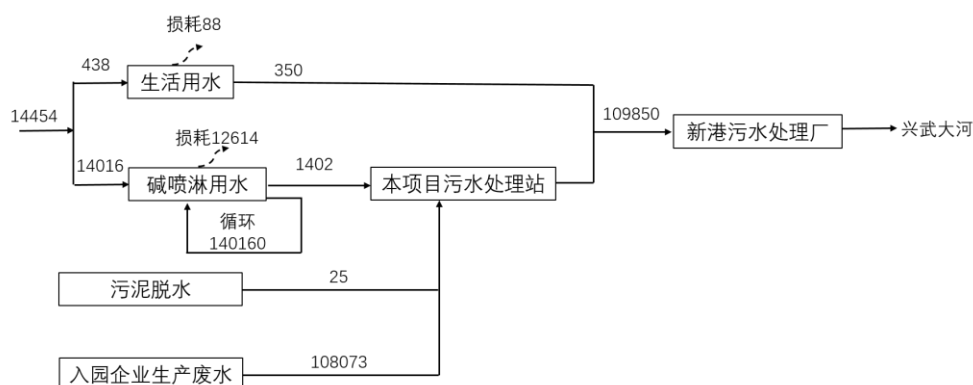 损耗88
438
生活用水
350
14454
109850
新港污水处理厂
兴武大河
损耗12614
14016
碱喷淋用水
1402
本项目污水处理站
循环
140160
污泥脱水
25
入园企业生产废水
108073